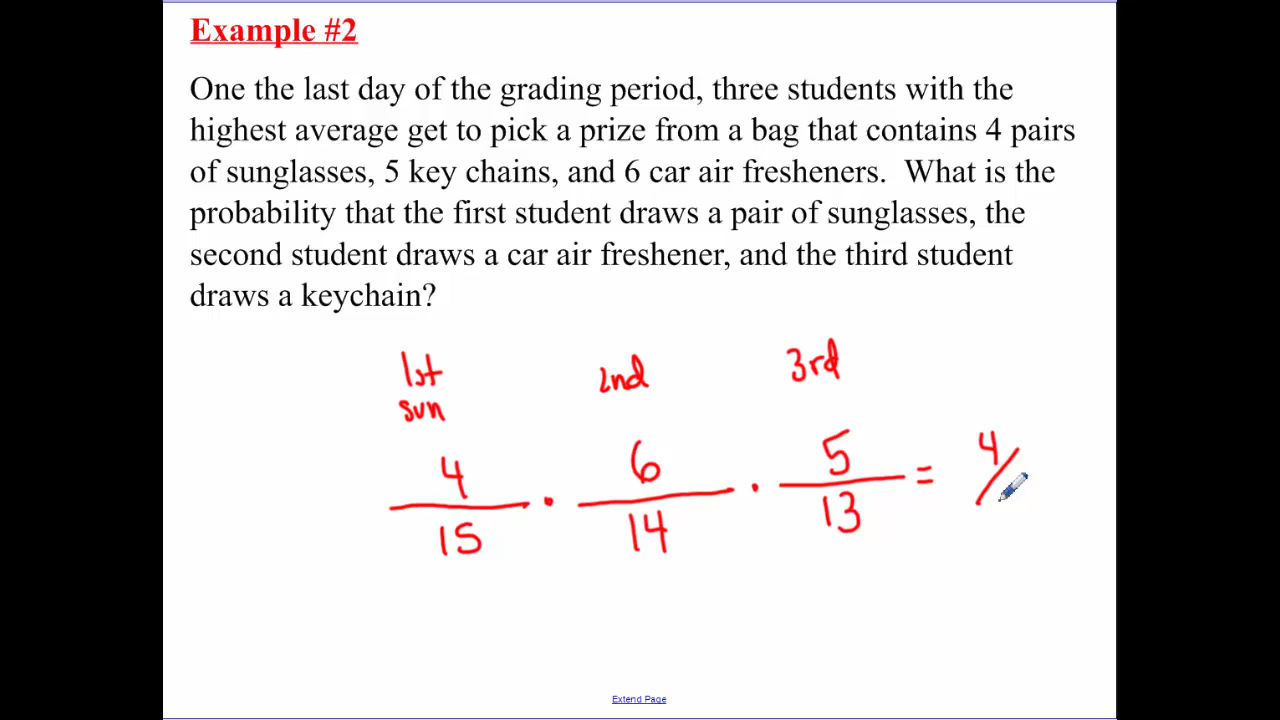 Example #2
One the last day of the grading period, three students with the
highest average get to pick a prize from a bag that contains 4 pairs
of sunglasses, 5 key chains, and 6 car air fresheners.  What is the
probability that the first student draws a pair of sunglasses, the
second student draws a car air freshener, and the third student
draws a keychain?
1st 2nd 3rd
sun
4/15 · 6/14 · 5/13 = 4/
Extend Page